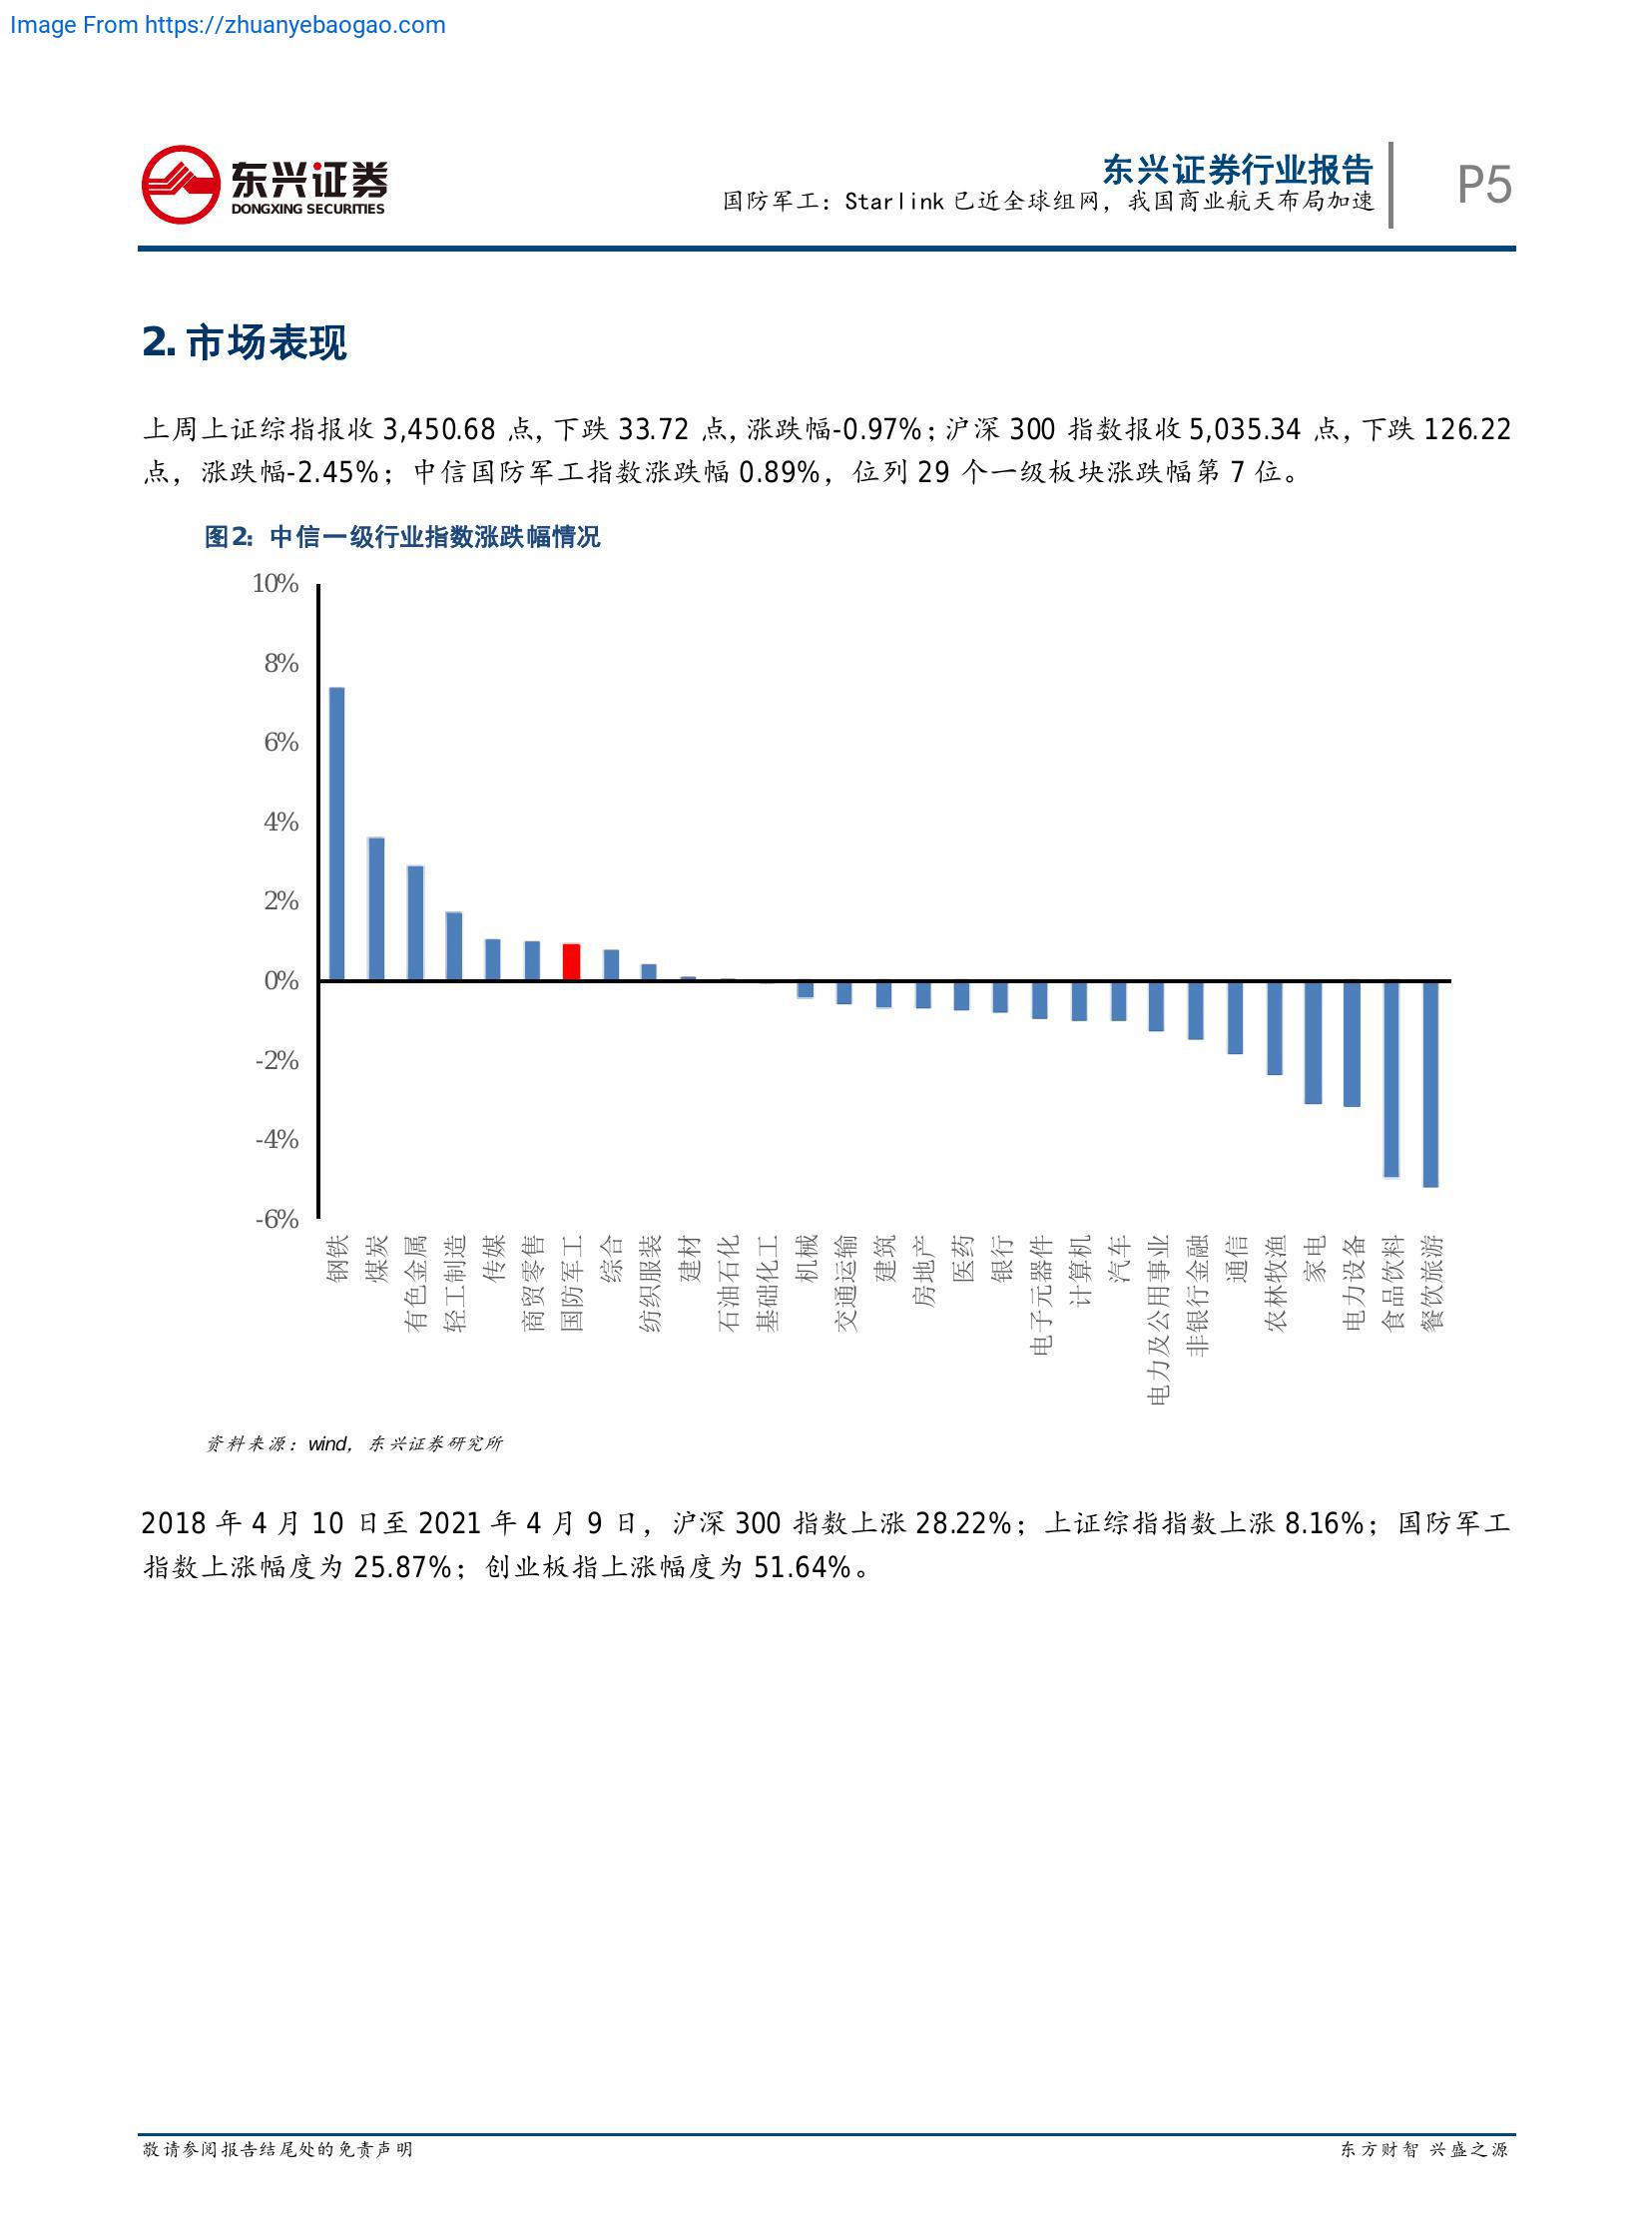 Image From https://zhuanyebaogao.com
东兴证券
DONGXING SECURITIES
东兴证券行业报告
国防军工：Starlink 已近全球组网，我国商业航天布局加速
P5
2. 市场表现
上周上证综指报收 3,450.68 点，下跌 33.72 点，涨跌幅-0.97%；沪深 300 指数报收 5,035.34 点，下跌 126.22
点，涨跌幅-2.45%；中信国防军工指数涨跌幅 0.89%，位列 29 个一级板块涨跌幅第 7 位。
图2：中信一级行业指数涨跌幅情况
10%
8%
6%
4%
2%
0%
-2%
-4%
-6%
钢铁
煤炭
有色金属
轻工制造
传媒
商贸零售
国防军工
综合
纺织服装
建材
石油石化
基础化工
机械
交通运输
建筑
房地产
医药
银行
电子元器件
计算机
汽车
电力及公用事业
非银行金融
通信
农林牧渔
家电
电力设备
食品饮料
餐饮旅游
资料来源：wind，东兴证券研究所
2018 年 4 月 10 日至 2021 年 4 月 9 日，沪深 300 指数上涨 28.22%；上证综指指数上涨 8.16%；国防军工
指数上涨幅度为 25.87%；创业板指上涨幅度为 51.64%。
敬请参阅报告结尾处的免责声明
东方财智 兴盛之源